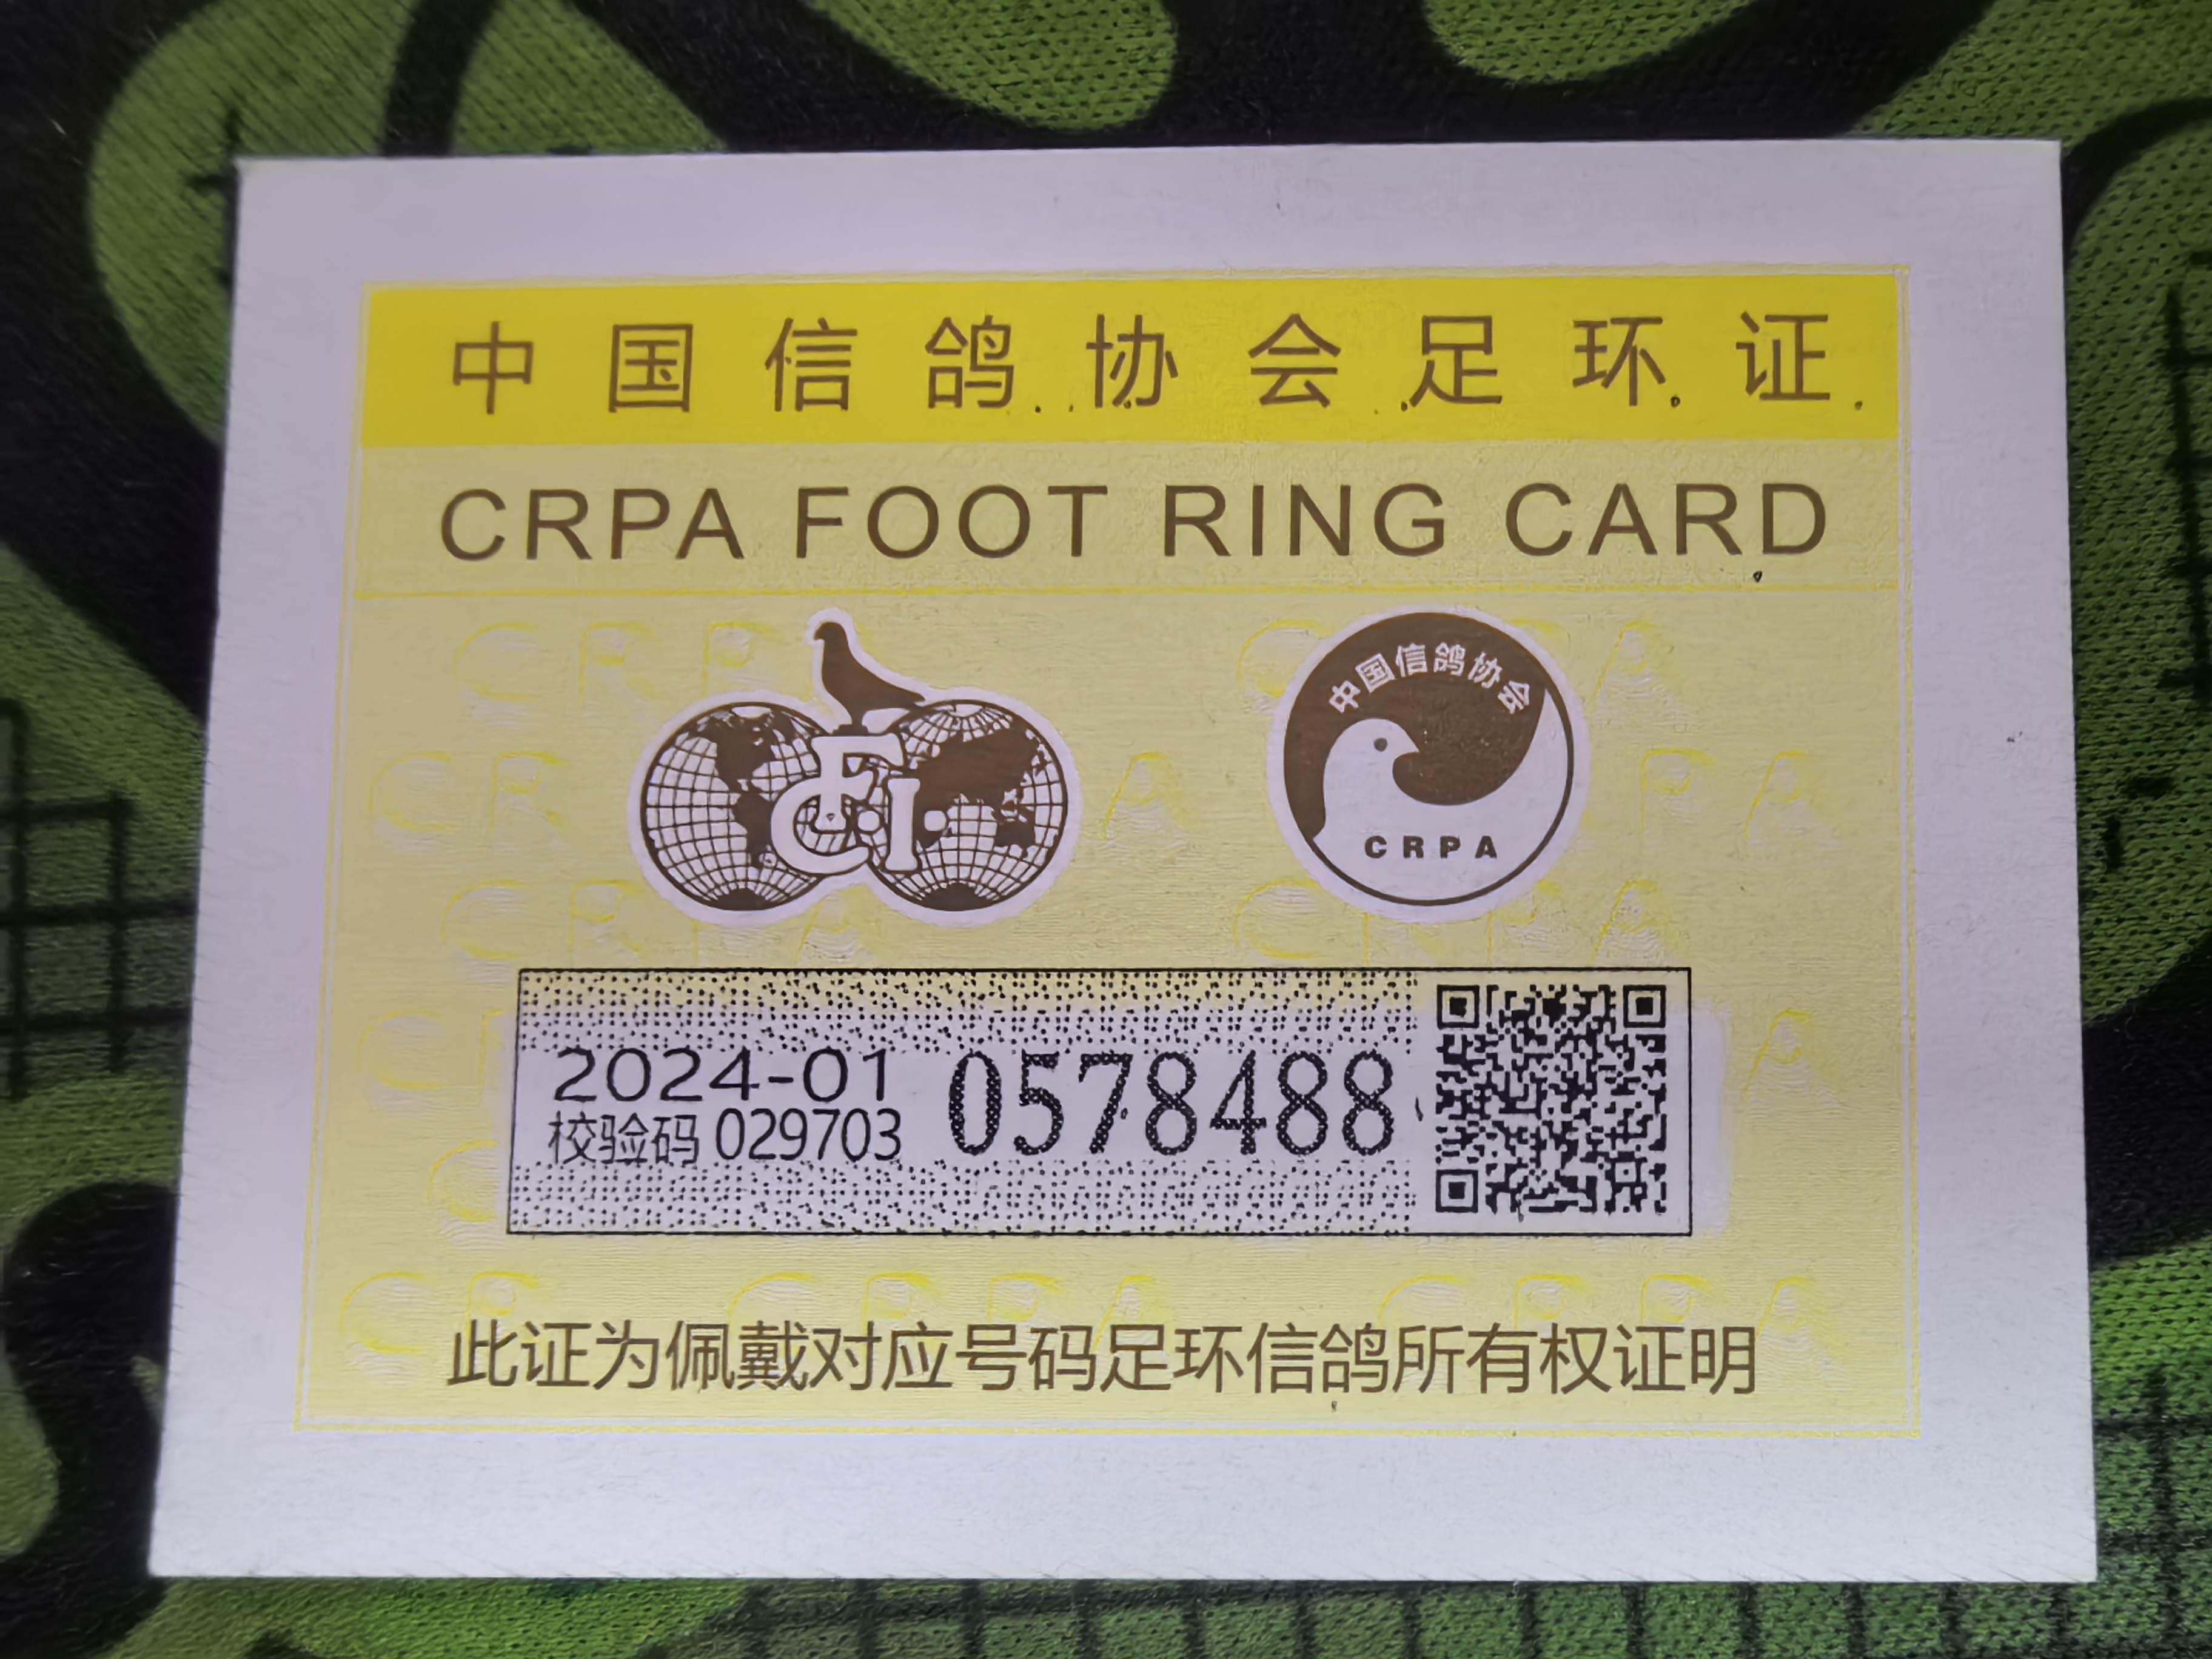 中国信鸽协会足环证
CRPA FOOT RING CARD
F.C.I.
中国信鸽协会
CRPA
2024-01
校验码 029703
0578488
此证为佩戴对应号码足环信鸽所有权证明